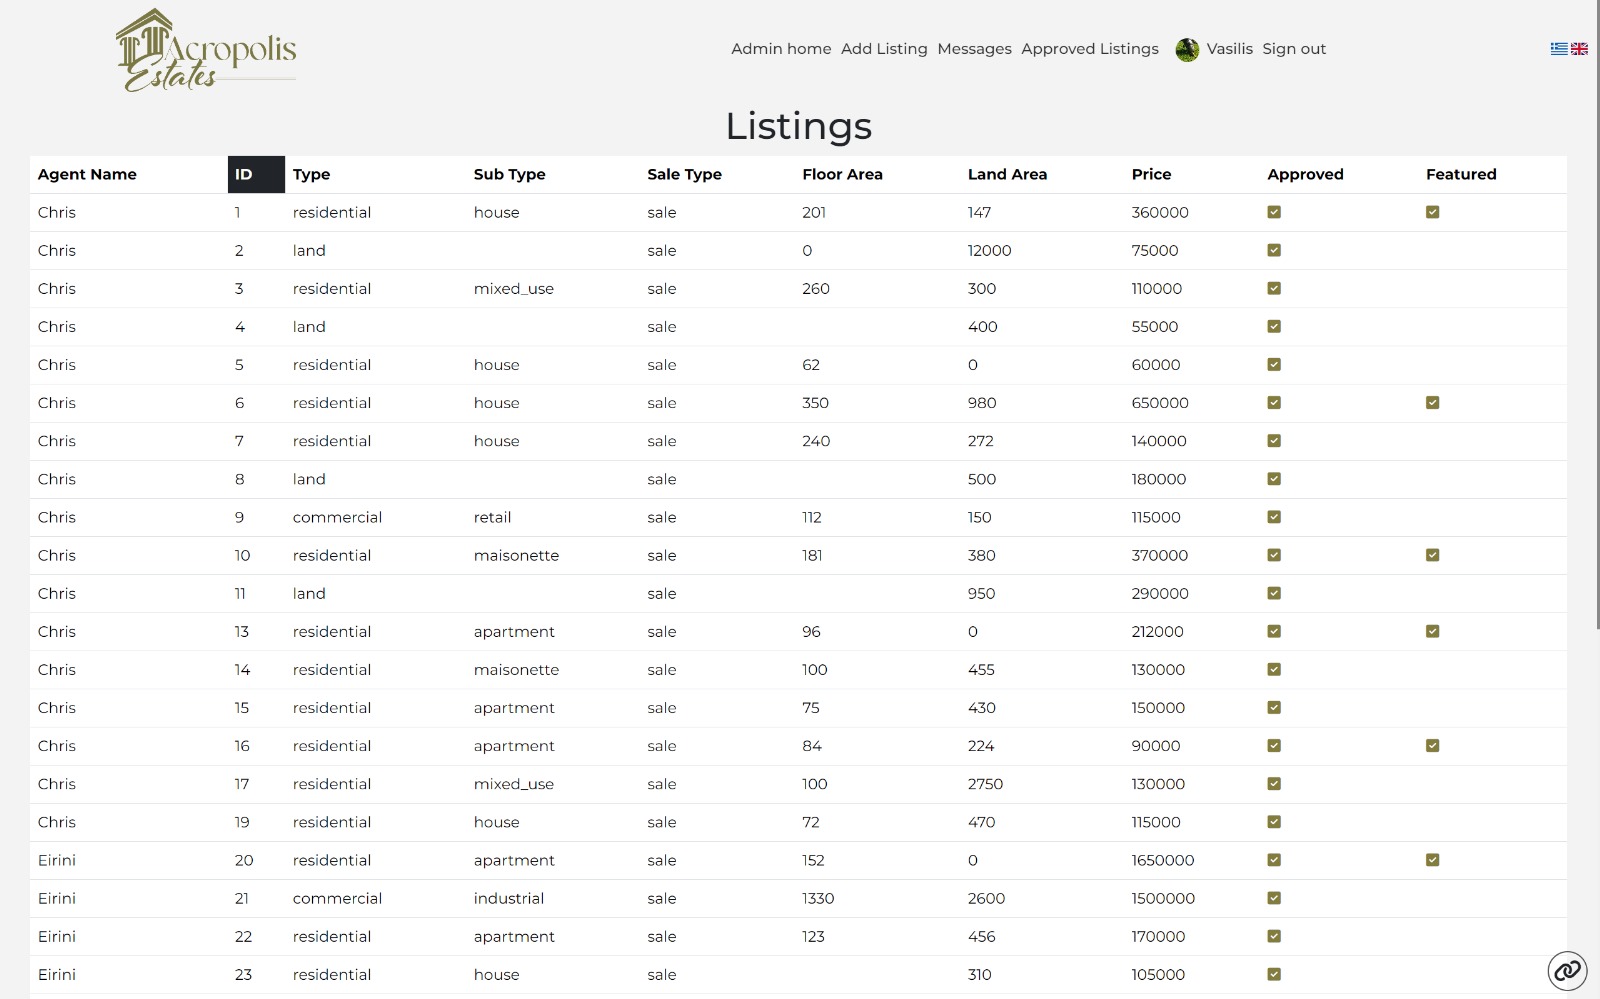 Acropolis
Estates
Admin home Add Listing Messages Approved Listings Vasilis Sign out
Listings
Agent Name ID Type Sub Type Sale Type Floor Area Land Area Price Approved Featured
Chris 1 residential house sale 201 147 360000
Chris 2 land sale 0 12000 75000
Chris 3 residential mixed_use sale 260 300 110000
Chris 4 land sale 400 55000
Chris 5 residential house sale 62 0 60000
Chris 6 residential house sale 350 980 650000
Chris 7 residential house sale 240 272 140000
Chris 8 land sale 500 180000
Chris 9 commercial retail sale 112 150 115000
Chris 10 residential maisonette sale 181 380 370000
Chris 11 land sale 950 290000
Chris 13 residential apartment sale 96 0 212000
Chris 14 residential maisonette sale 100 455 130000
Chris 15 residential apartment sale 75 430 150000
Chris 16 residential apartment sale 84 224 90000
Chris 17 residential mixed_use sale 100 2750 130000
Chris 19 residential house sale 72 470 115000
Eirini 20 residential apartment sale 152 0 1650000
Eirini 21 commercial industrial sale 1330 2600 1500000
Eirini 22 residential apartment sale 123 456 170000
Eirini 23 residential house sale 310 105000